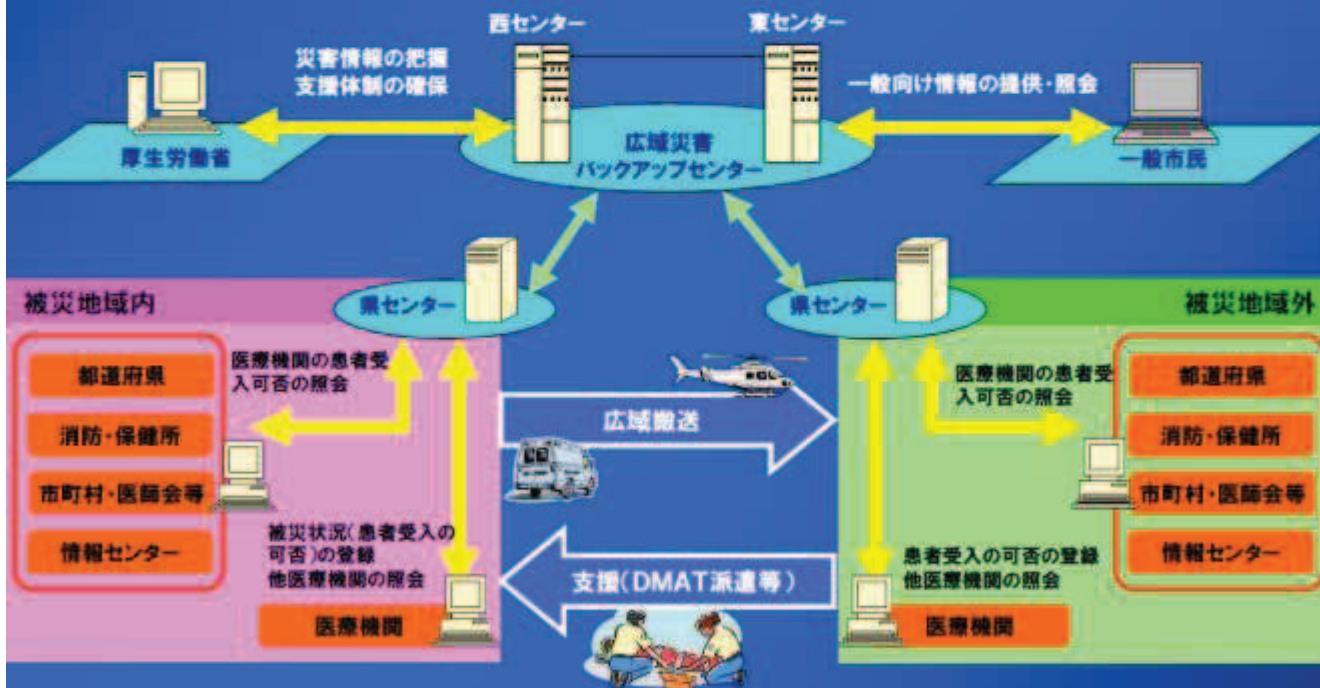 西センター
東センター
災害情報の把握
支援体制の確保
一般向け情報の提供・照会
厚生労働省
広域災害
バックアップセンター
一般市民
被災地域内
県センター
県センター
被災地域外
都道府県
消防・保健所
市町村・医師会等
情報センター
医療機関の患者受
入可否の照会
広域搬送
医療機関の患者受
入可否の照会
都道府県
消防・保健所
市町村・医師会等
情報センター
被災状況(患者受入の
可否)の登録
他医療機関の照会
医療機関
支援(DMAT派遣等)
患者受入の可否の登録
他医療機関の照会
医療機関